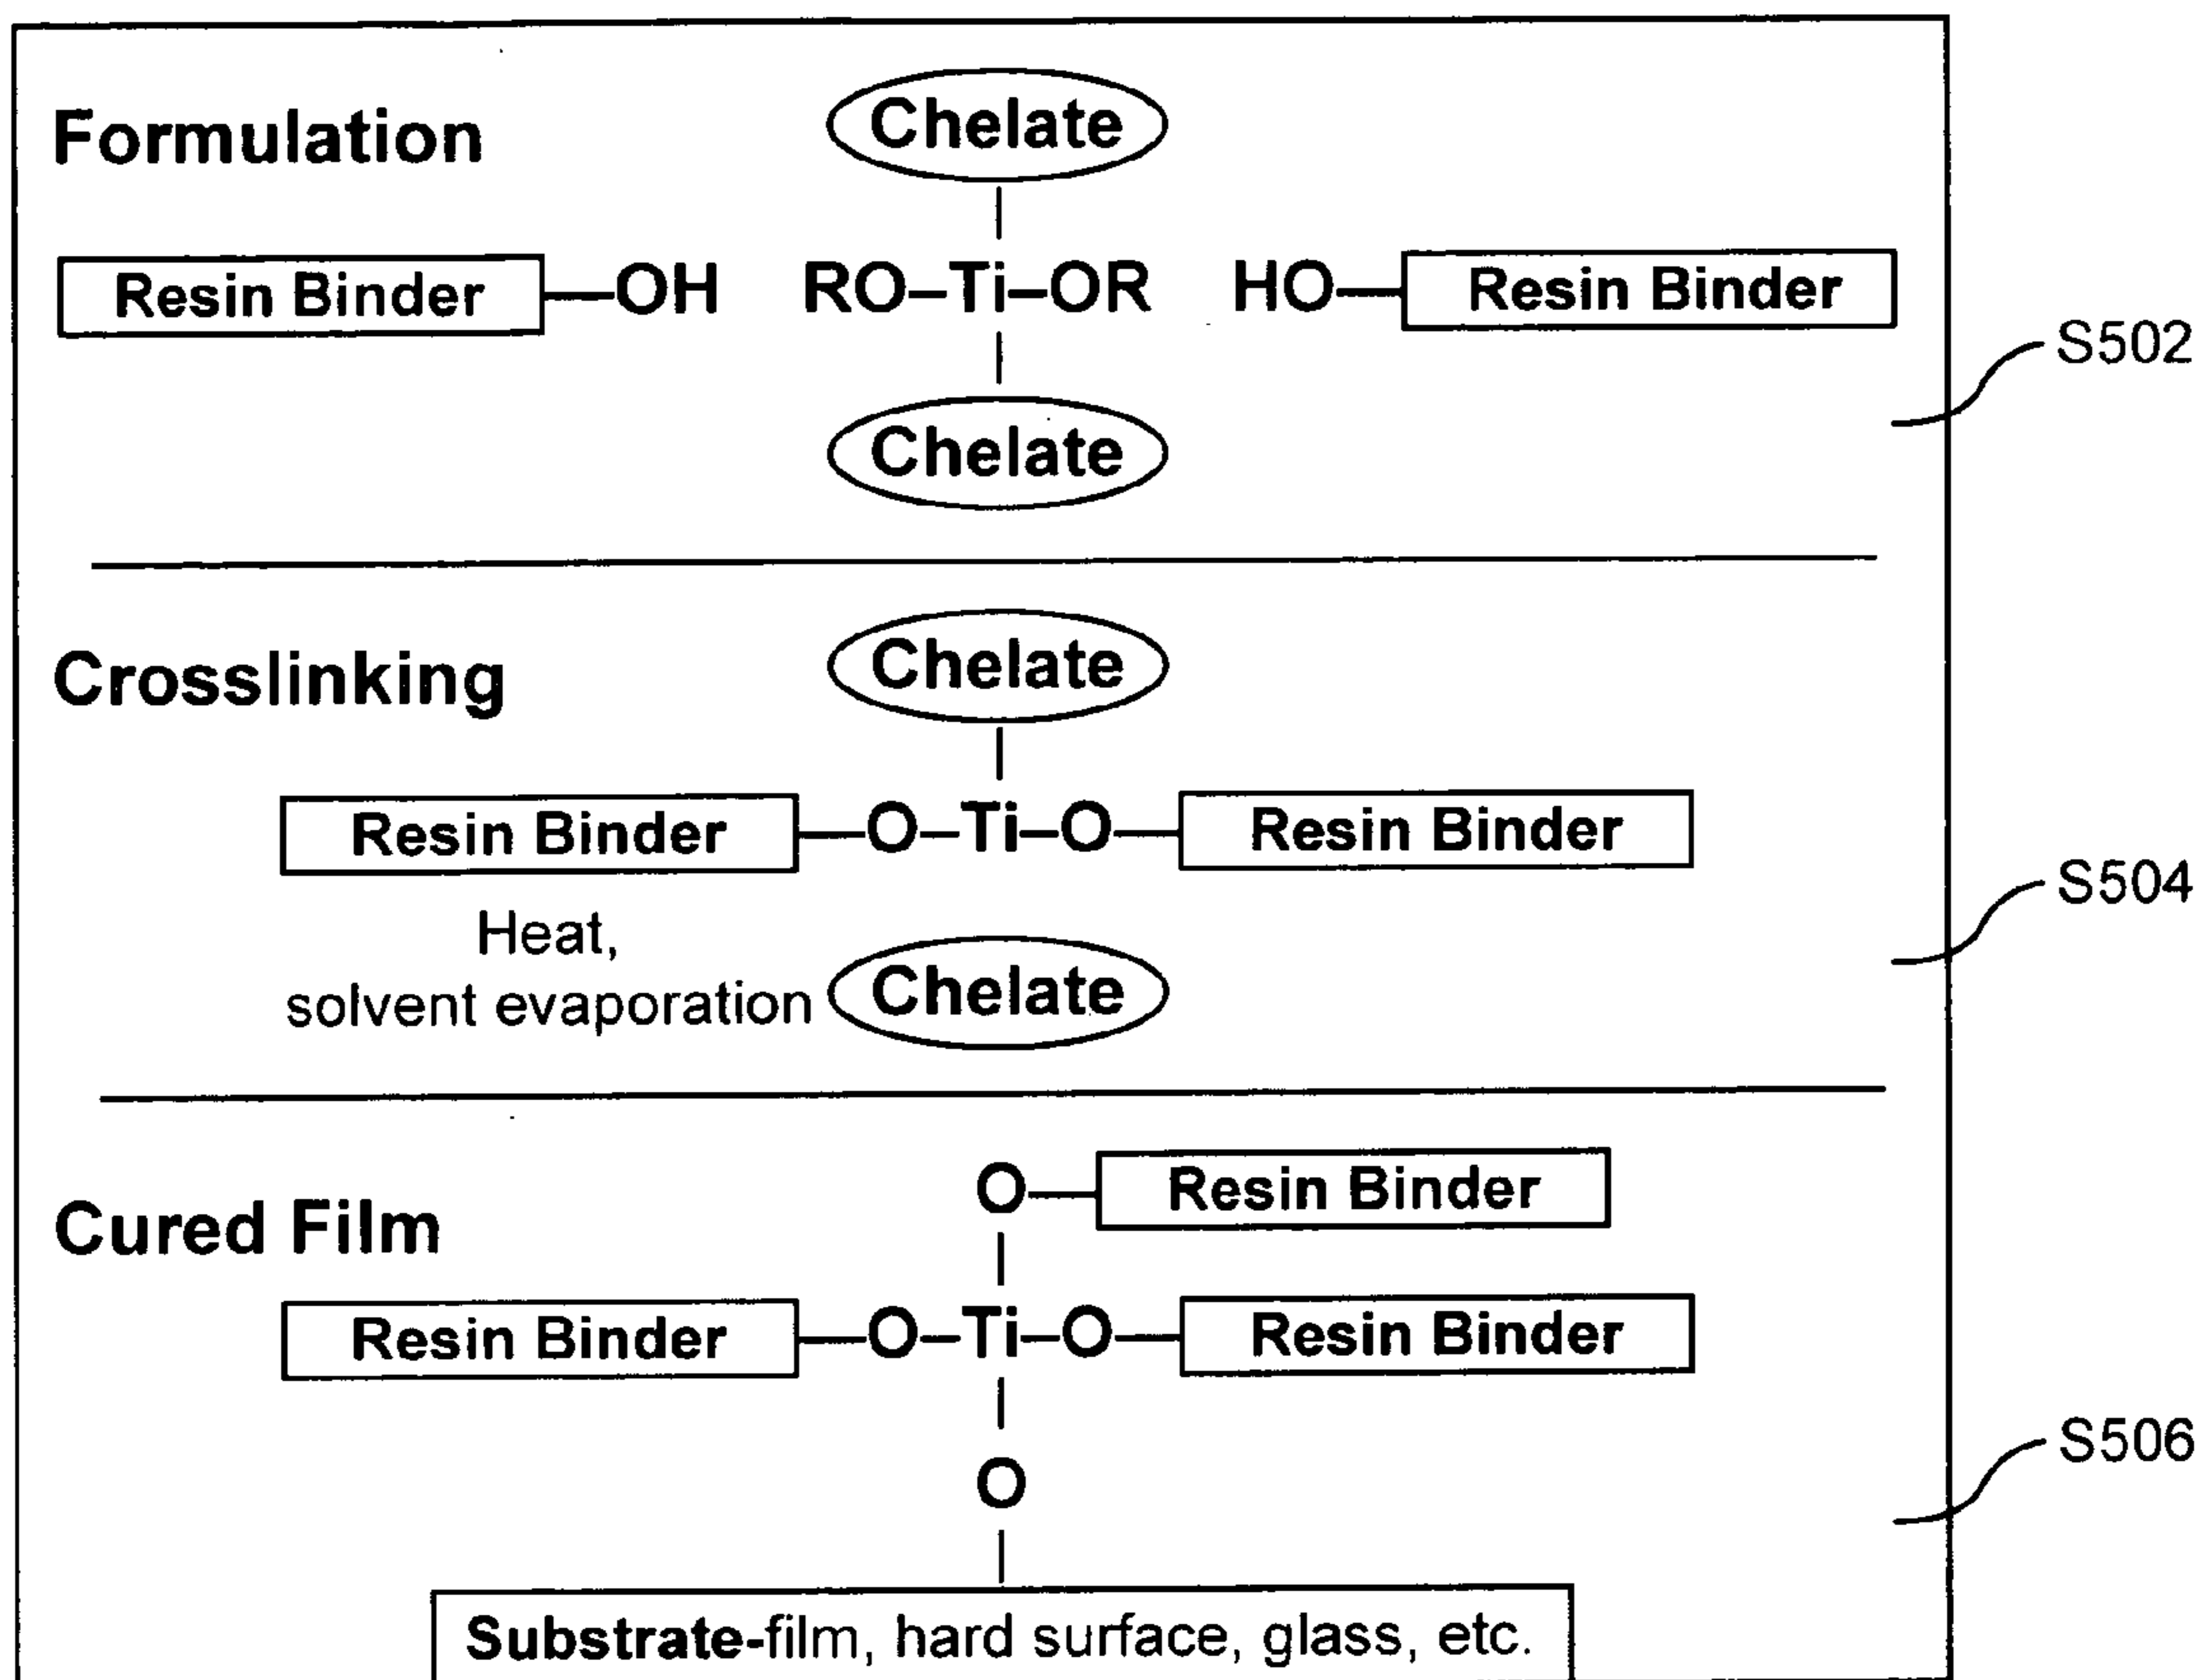 Formulation
Chelate
Resin Binder—OH RO–Ti–OR HO—Resin Binder
S502
Chelate
Crosslinking
Chelate
Resin Binder—O–Ti–O—Resin Binder
S504
Heat,
solvent evaporation
Chelate
Cured Film
O—Resin Binder
Resin Binder—O–Ti–O—Resin Binder
S506
O
Substrate-film, hard surface, glass, etc.